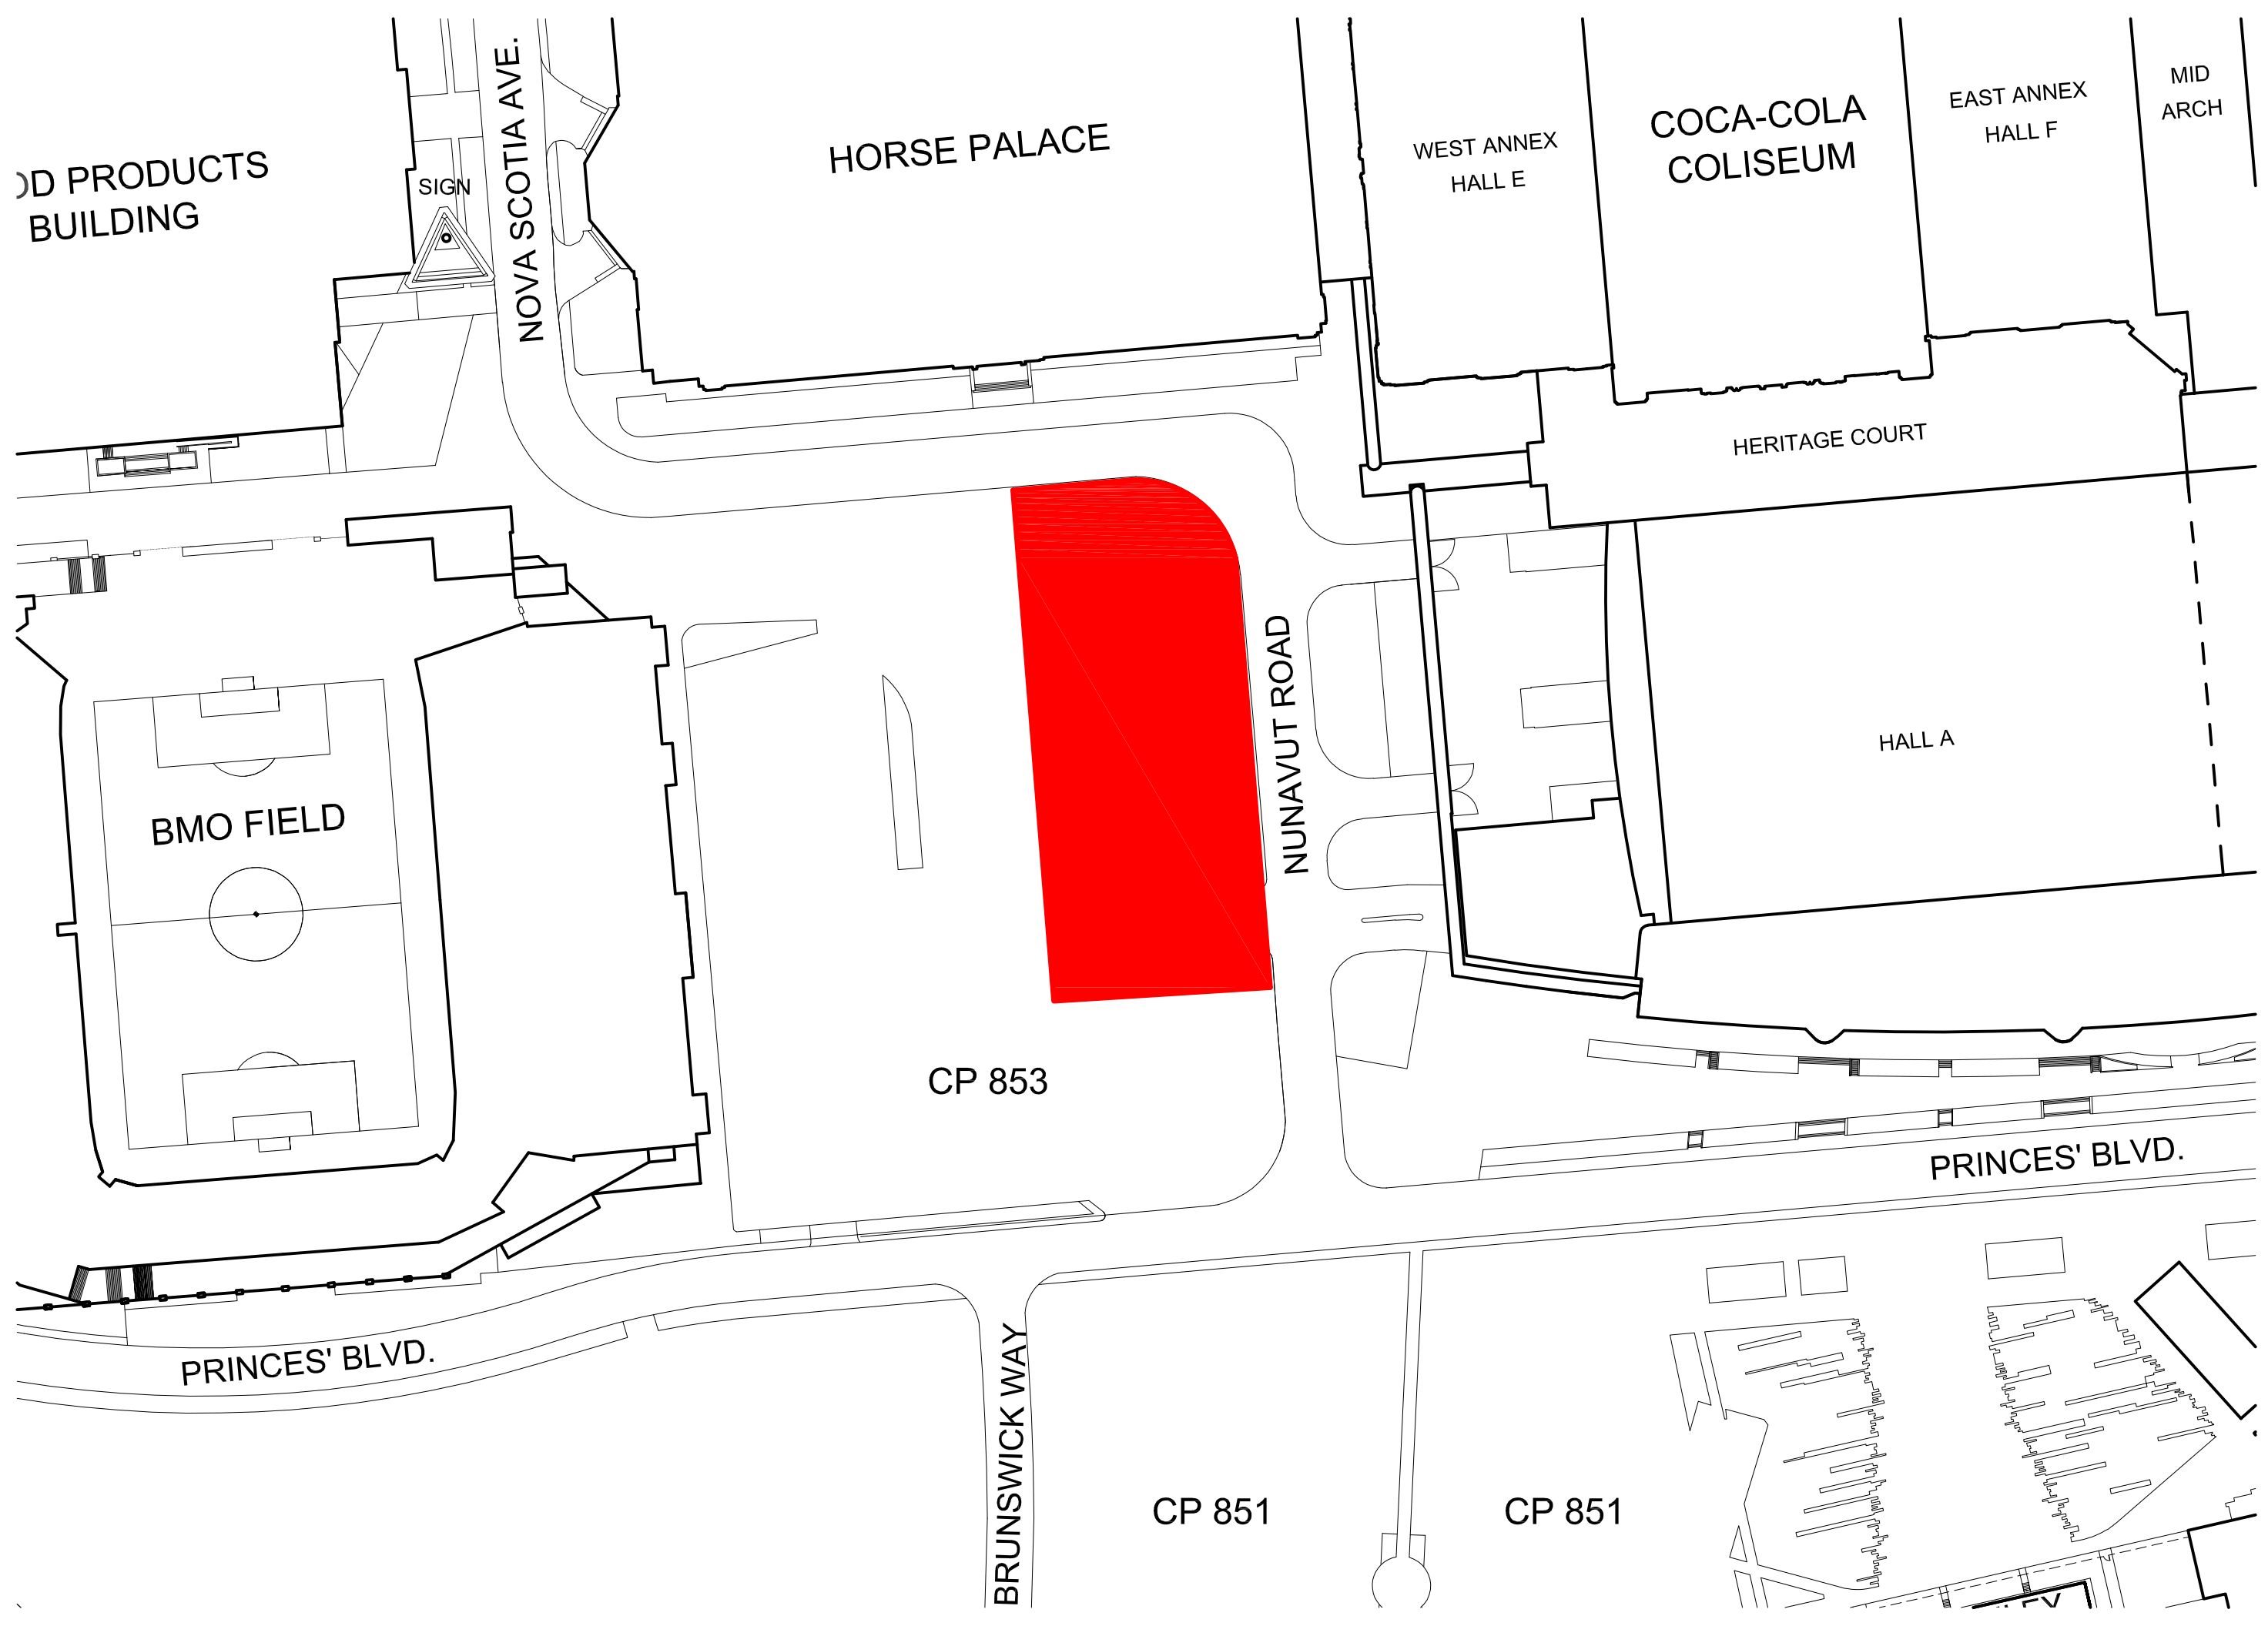 NOVA SCOTIA AVE.
HORSE PALACE
WEST ANNEX
HALL E
COCA-COLA
COLISEUM
EAST ANNEX
HALL F
MID
ARCH
PRODUCTS
BUILDING
SIGN
HERITAGE COURT
NUNAVUT ROAD
HALL A
BMO FIELD
CP 853
PRINCES' BLVD.
PRINCES' BLVD.
BRUNSWICK WAY
CP 851
CP 851